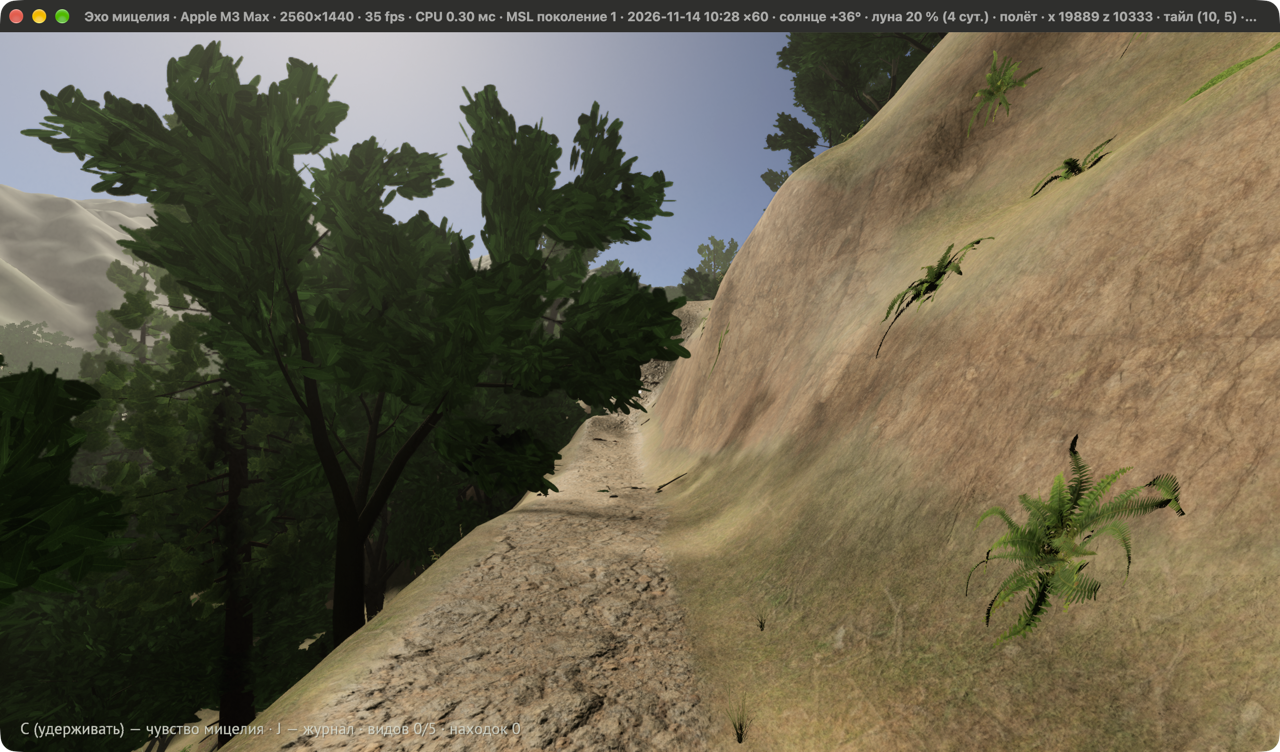 Эхо мицелия · Apple M3 Max · 2560×1440 · 35 fps · CPU 0.30 мс · MSL поколение 1 · 2026-11-14 10:28 ×60 · солнце +36° · луна 20 % (4 сут.) · полёт · x 19889 z 10333 · тайл (10, 5) ·...
C (удерживать) — чувство мицелия · J — журнал · видов 0/5 · находок 0